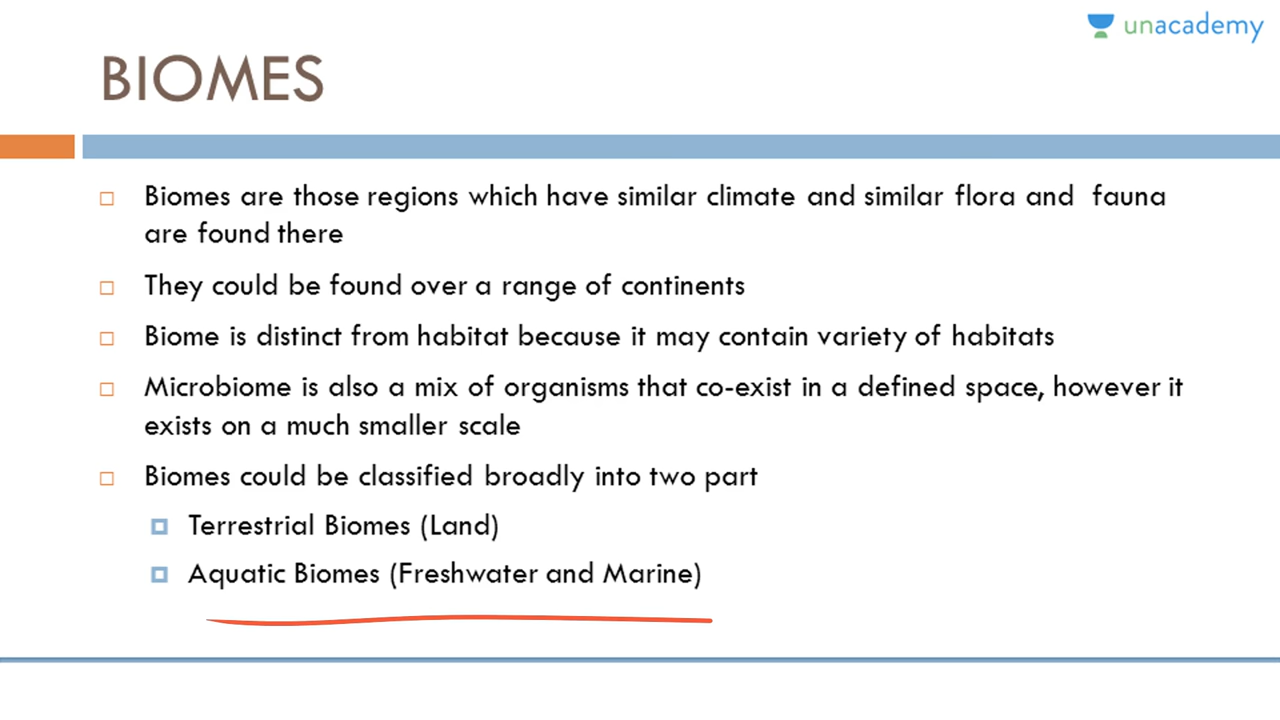 unacademy
BIOMES
Biomes are those regions which have similar climate and similar flora and fauna
are found there
They could be found over a range of continents
Biome is distinct from habitat because it may contain variety of habitats
Microbiome is also a mix of organisms that co-exist in a defined space, however it
exists on a much smaller scale
Biomes could be classified broadly into two part
Terrestrial Biomes (Land)
Aquatic Biomes (Freshwater and Marine)